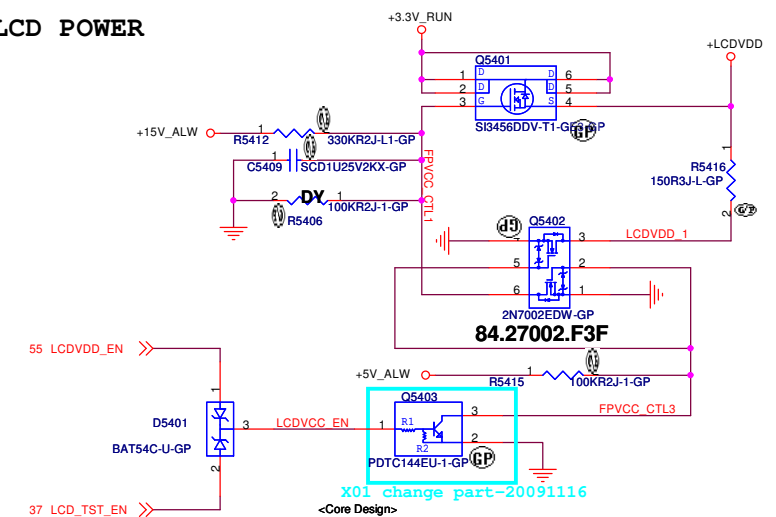 LCD POWER
+3.3V_RUN
+LCDVDD
Q5401
1 D D 6
2 D D 5
3 G S 4
SI3456DDV-T1-GE3-GP
GP
+15V_ALW
R5412
1
330KR2J-L1-GP
C5409
1
SCD1U25V2KX-GP
2
DY
1
100KR2J-1-GP
R5406
FPVCC_CTL1
1
R5416
150R3J-L-GP
2
GP
Q5402
3
LCDVDD_1
5
2
6
1
2N7002EDW-GP
84.27002.F3F
55 LCDVDD_EN
+5V_ALW
1
R5415
100KR2J-1-GP
1
D5401
3
LCDVCC_EN
BAT54C-U-GP
2
Q5403
1
R1
R2
3
FPVCC_CTL3
2
PDTC144EU-1-GP
GP
X01 change part-20091116
37 LCD_TST_EN
<Core Design>